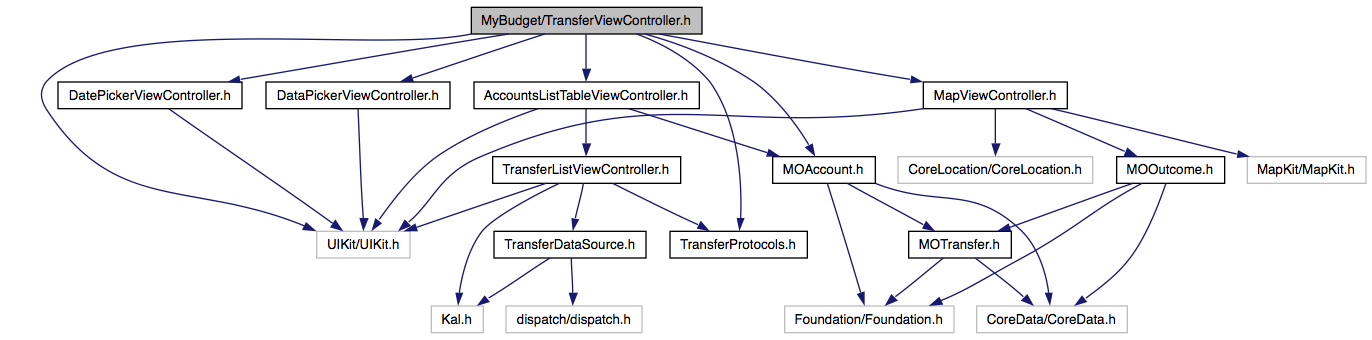 MyBudget/TransferViewController.h
DatePickerViewController.h
DataPickerViewController.h
AccountsListTableViewController.h
MapViewController.h
TransferListViewController.h
MOAccount.h
CoreLocation/CoreLocation.h
MOOutcome.h
MapKit/MapKit.h
UIKit/UIKit.h
TransferDataSource.h
TransferProtocols.h
MOTransfer.h
Kal.h
dispatch/dispatch.h
Foundation/Foundation.h
CoreData/CoreData.h